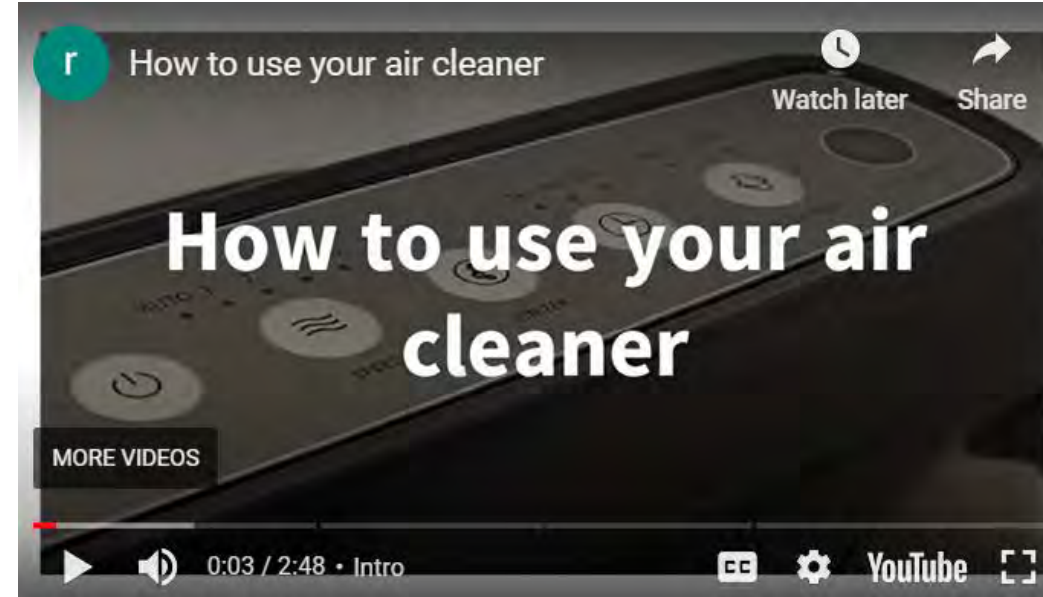 r
How to use your air cleaner
Watch later
Share
How to use your air
cleaner
MORE VIDEOS
0:03 / 2:48 • Intro
CC
YouTube